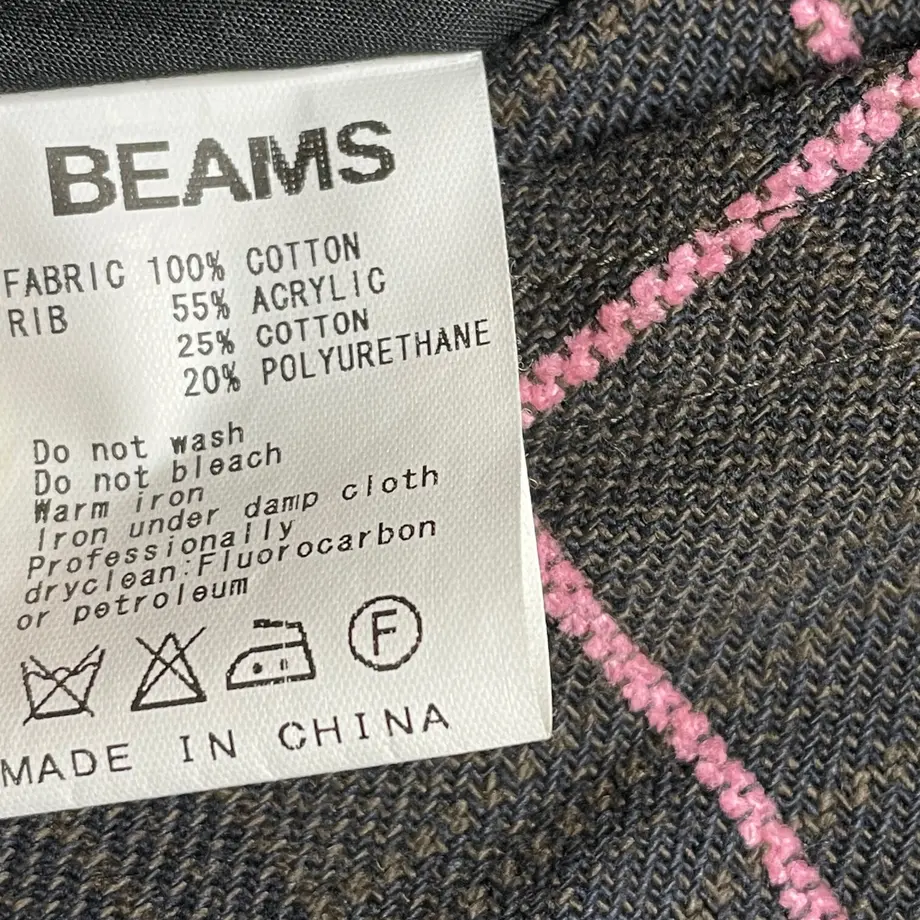 BEAMS
FABRIC 100% COTTON
RIB 55% ACRYLIC
25% COTTON
20% POLYURETHANE
Do not wash
Do not bleach
Warm iron
Iron under damp cloth
Professionally
dryclean:Fluorocarbon
or petroleum
F
MADE IN CHINA